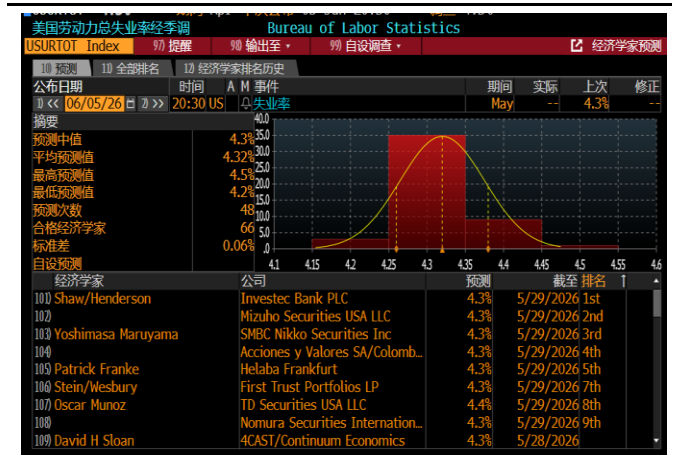 美国劳动力总失业率经季调 Bureau of Labor Statistics
USURTOT Index 97) 提醒 98) 输出至 99) 自设调查 经济学家预测
10) 预测 11) 全部排名 12) 经济学家排名历史
公布日期 时间 A M 事件 期间 实际 上次 修正
1) << 06/05/26 2) >> 20:30 US 失业率 May -- 4.3% --
摘要
预测中值 4.3%
平均预测值 4.32%
最高预测值 4.5%
最低预测值 4.2%
预测次数 48
合格经济学家 66
标准差 0.06%
自设预测
40.0
35.0
30.0
25.0
20.0
15.0
10.0
5.0
.0
4.1 4.15 4.2 4.25 4.3 4.35 4.4 4.45 4.5 4.55 4.6
经济学家 公司 预测 截至 排名 ↑
101) Shaw/Henderson Investec Bank PLC 4.3% 5/29/2026 1st
102) Mizuho Securities USA LLC 4.3% 5/29/2026 2nd
103) Yoshimasa Maruyama SMBC Nikko Securities Inc 4.3% 5/29/2026 3rd
104) Acciones y Valores SA/Colomb... 4.3% 5/29/2026 4th
105) Patrick Franke Helaba Frankfurt 4.3% 5/29/2026 5th
106) Stein/Wesbury First Trust Portfolios LP 4.3% 5/29/2026 7th
107) Oscar Munoz TD Securities USA LLC 4.4% 5/29/2026 8th
108) Nomura Securities Internation... 4.3% 5/29/2026 9th
109) David H Sloan 4CAST/Continuum Economics 4.3% 5/28/2026